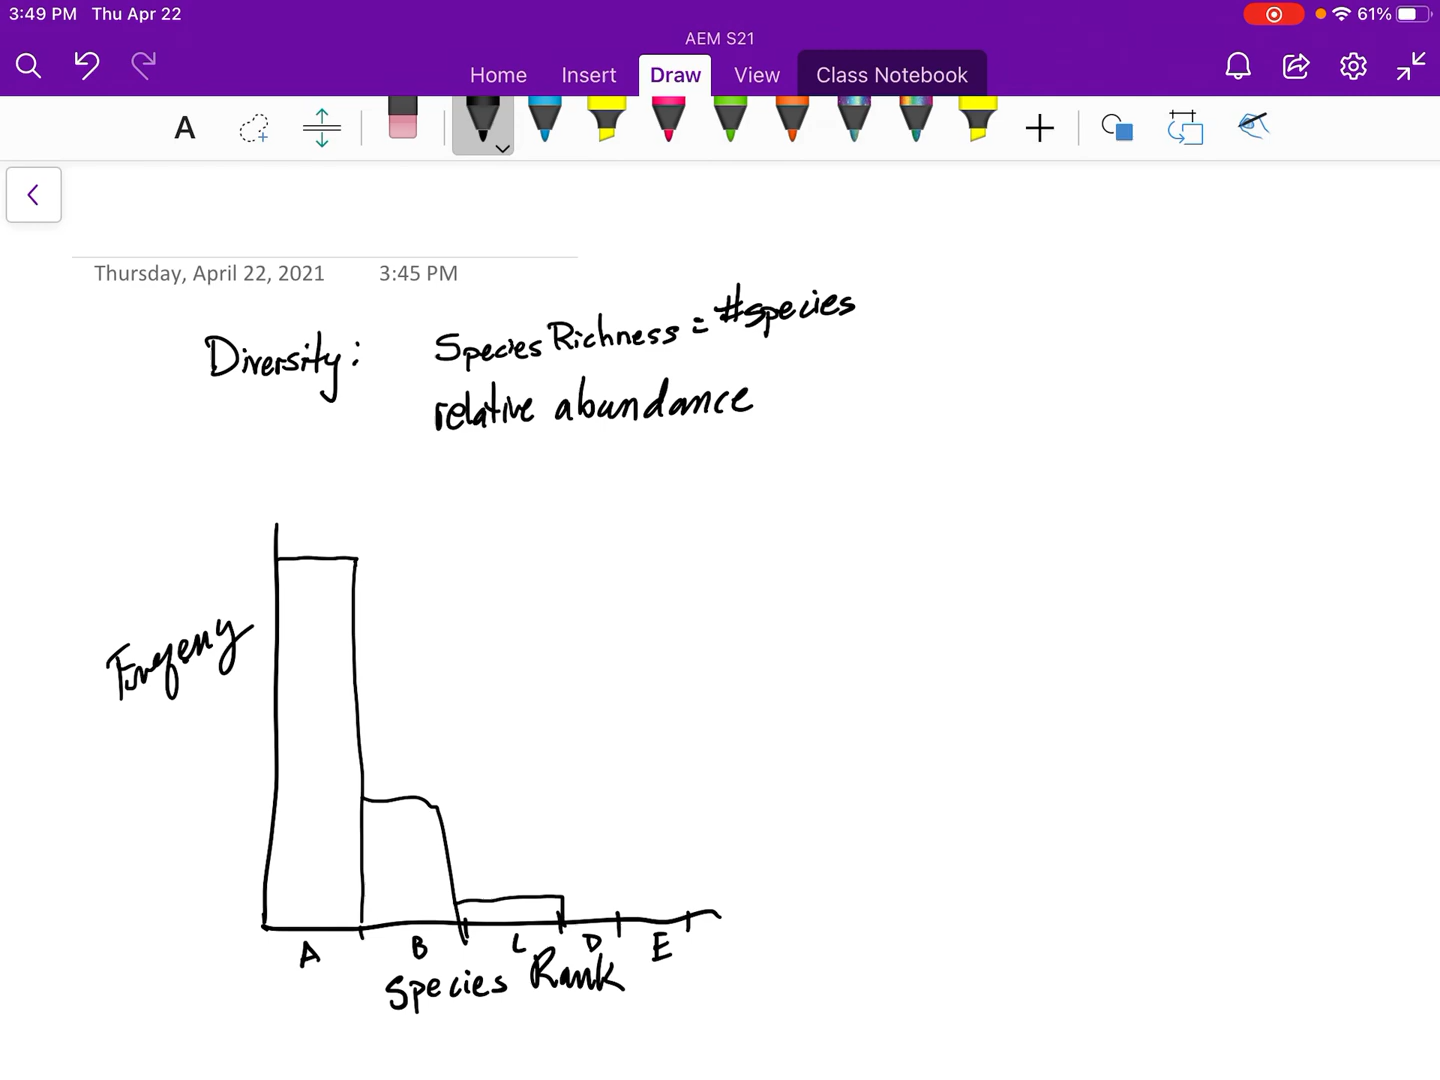 3:49 PM Thu Apr 22
61%
AEM S21
Home Insert Draw View Class Notebook
A
Thursday, April 22, 2021 3:45 PM
Diversity: Species Richness = #species
relative abundance
A B C D E
Species Rank